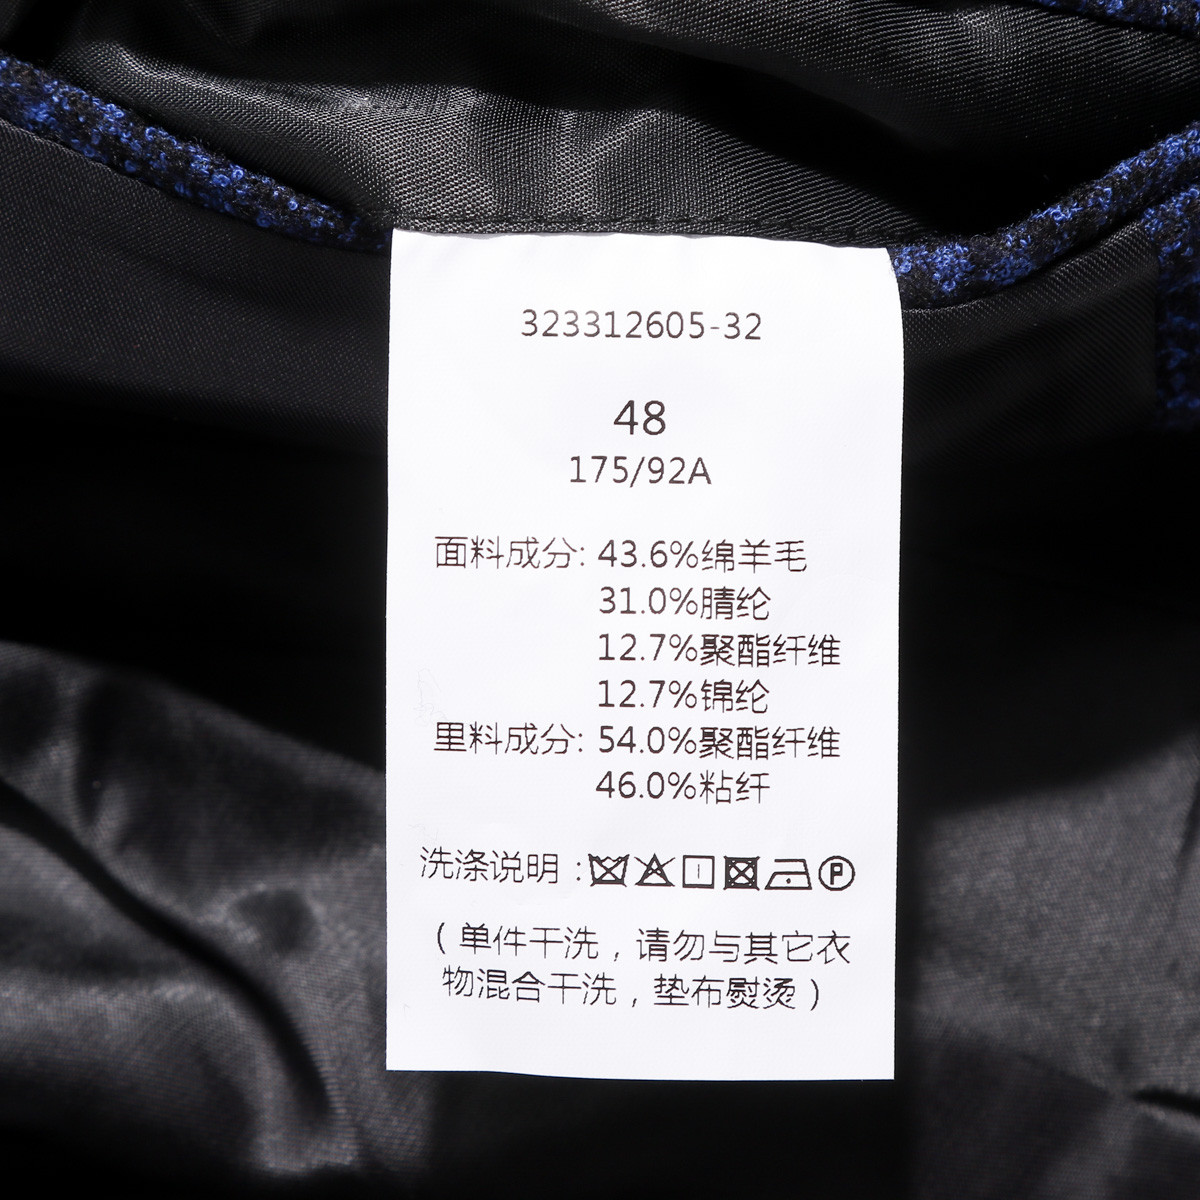 323312605-32
48
175/92A
面料成分: 43.6%绵羊毛
31.0%腈纶
12.7%聚酯纤维
12.7%锦纶
里料成分: 54.0%聚酯纤维
46.0%粘纤
洗涤说明 : P
( 单件干洗 , 请勿与其它衣
物混合干洗 , 垫布熨烫 )